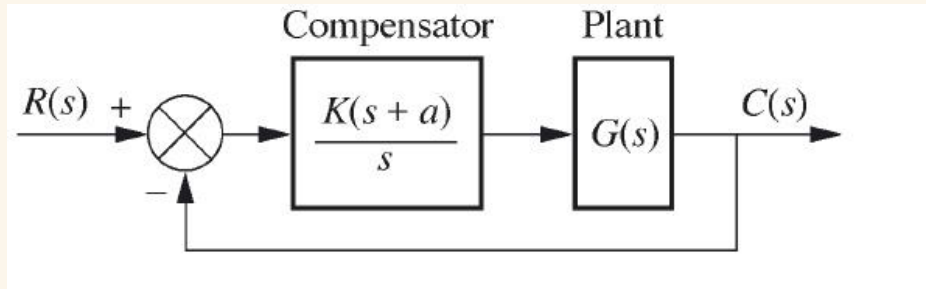 Compensator Plant
R(s) + K(s + a) C(s)
G(s)
s
−